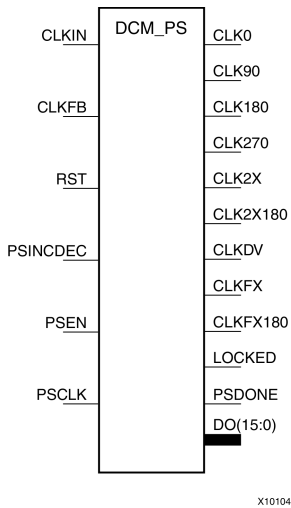 DCM_PS
CLKIN
CLKFB
RST
PSINCDEC
PSEN
PSCLK
CLK0
CLK90
CLK180
CLK270
CLK2X
CLK2X180
CLKDV
CLKFX
CLKFX180
LOCKED
PSDONE
DO(15:0)
X10104